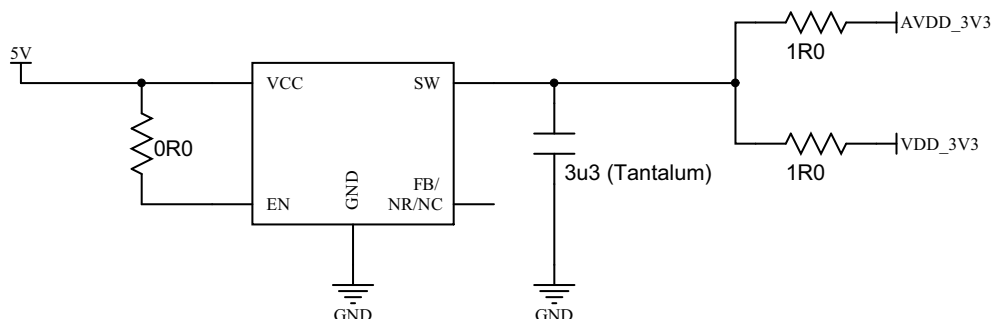 AVDD_3V3
1R0
5V
VCC
SW
0R0
3u3 (Tantalum)
VDD_3V3
1R0
EN
GND
FB/
NR/NC
GND
GND